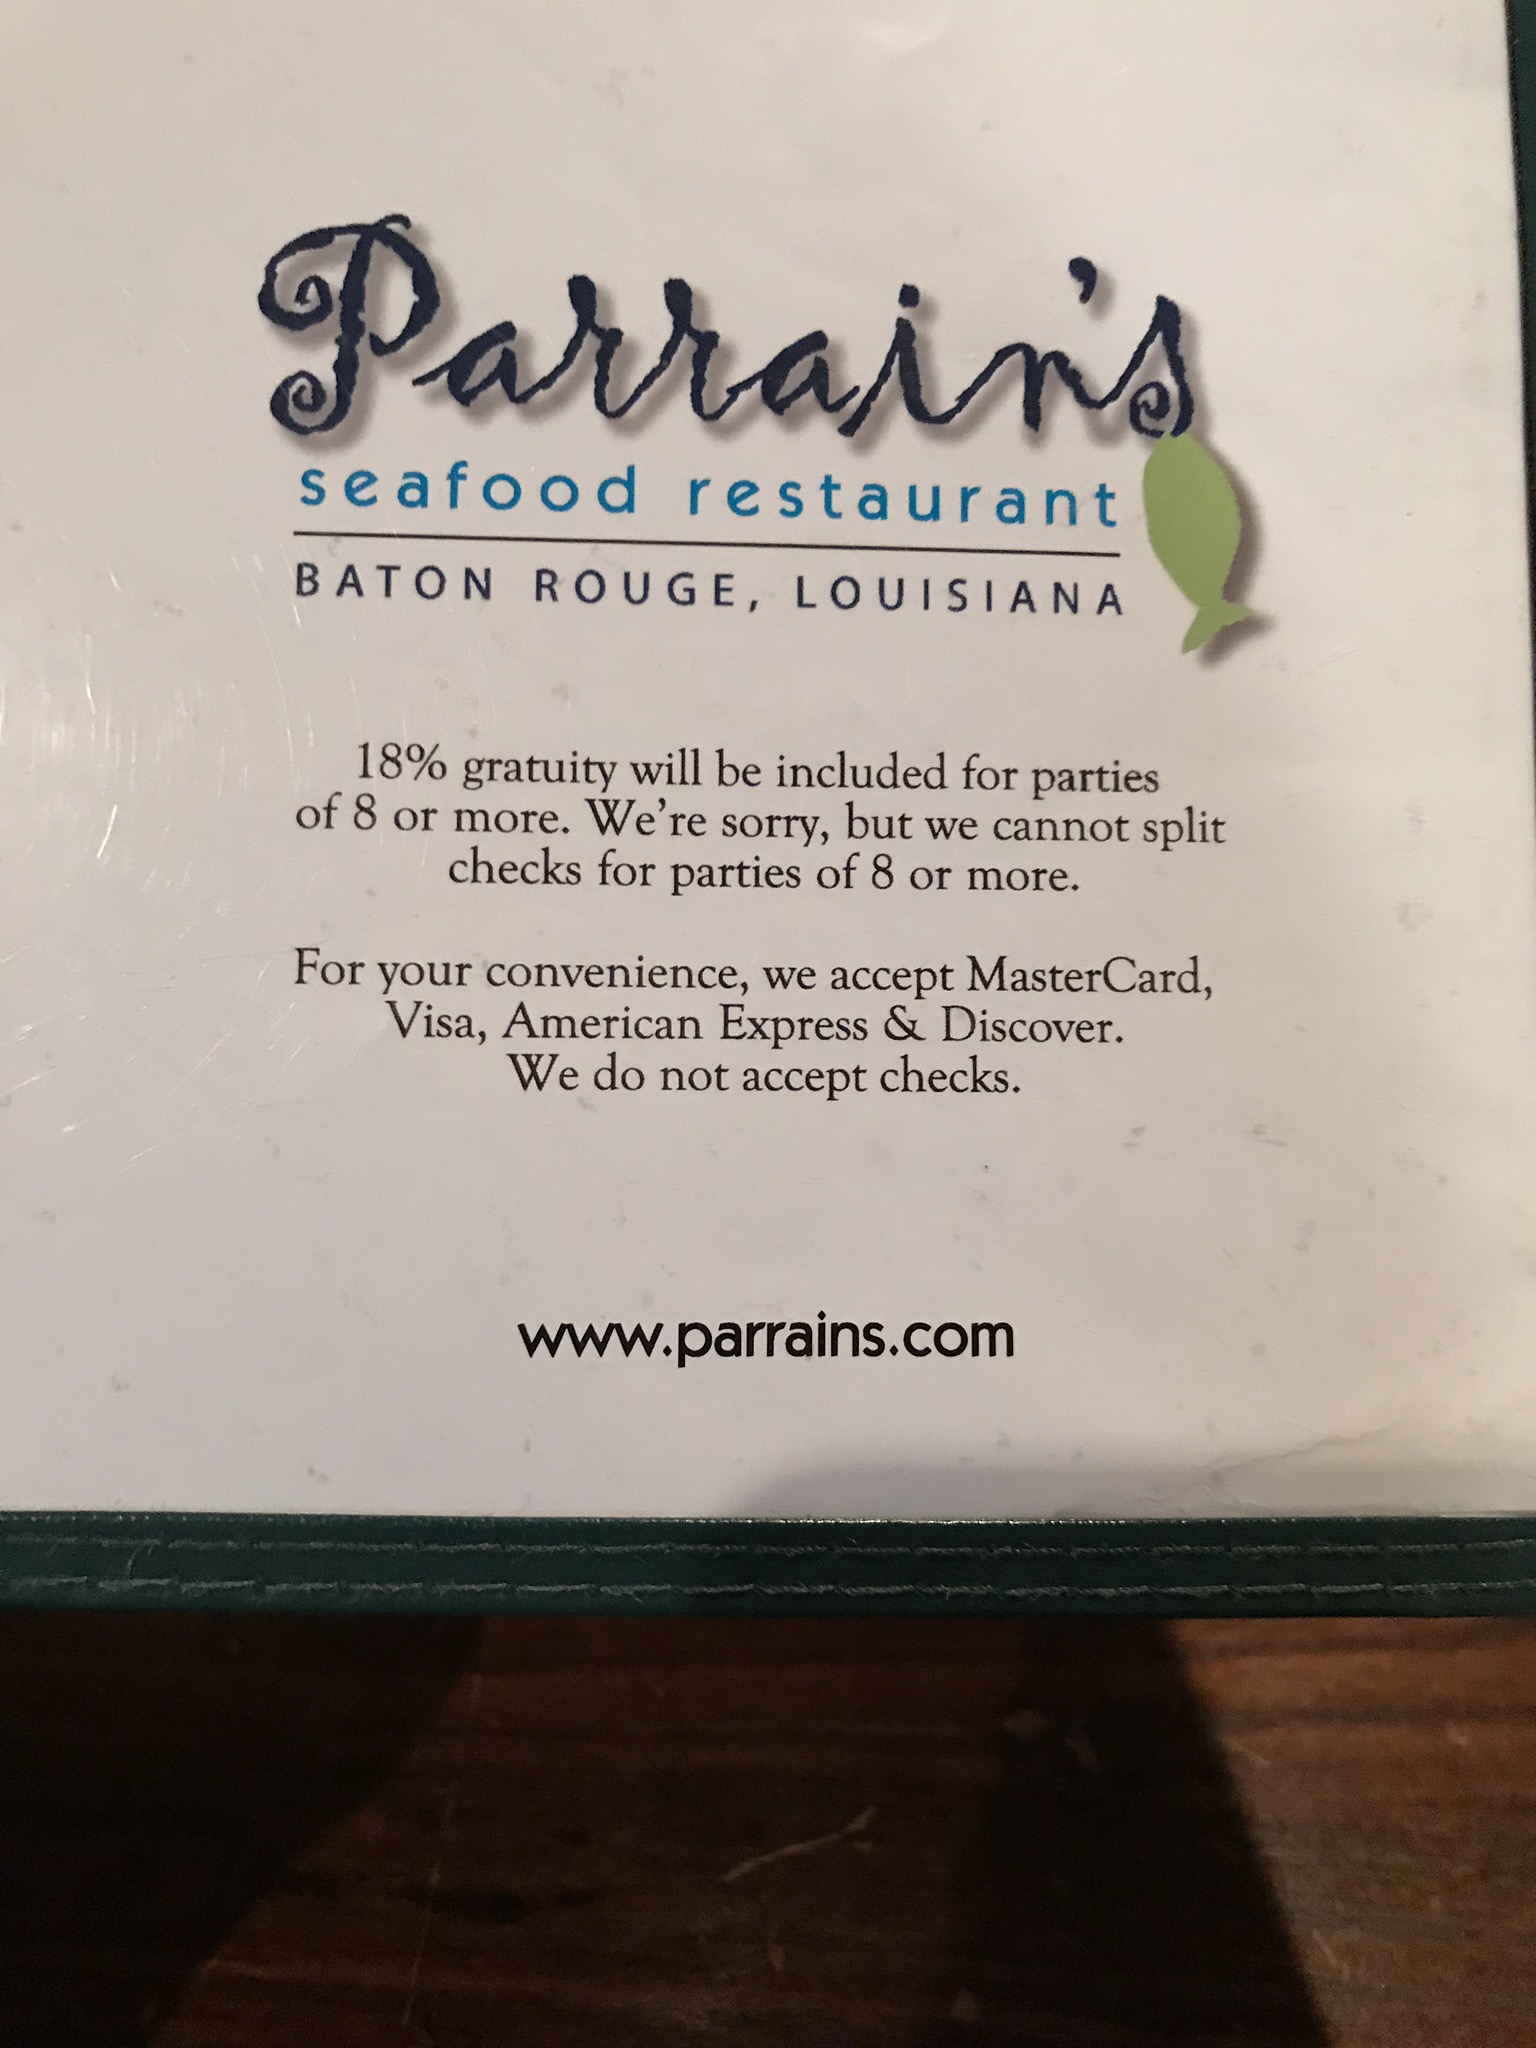 Parrain's
seafood restaurant
BATON ROUGE, LOUISIANA
18% gratuity will be included for parties
of 8 or more. We're sorry, but we cannot split
checks for parties of 8 or more.
For your convenience, we accept MasterCard,
Visa, American Express & Discover.
We do not accept checks.
www.parrains.com